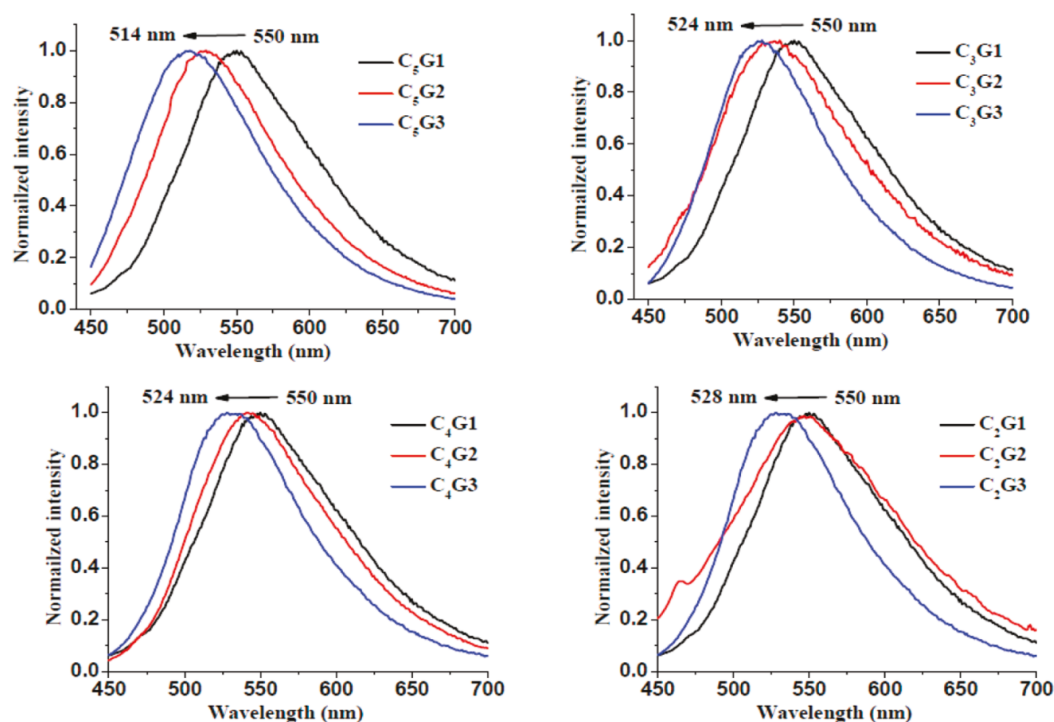 514 nm 550 nm
1.0
0.8
0.6
0.4
0.2
0.0
Normailzed intensity
C5G1
C5G2
C5G3
450 500 550 600 650 700
Wavelength (nm)
524 nm 550 nm
1.0
0.8
0.6
0.4
0.2
0.0
Normailzed intensity
C3G1
C3G2
C3G3
450 500 550 600 650 700
Wavelength (nm)
524 nm 550 nm
1.0
0.8
0.6
0.4
0.2
0.0
Normailzed intensity
C4G1
C4G2
C4G3
450 500 550 600 650 700
Wavelength (nm)
528 nm 550 nm
1.0
0.8
0.6
0.4
0.2
0.0
Normailzed intensity
C2G1
C2G2
C2G3
450 500 550 600 650 700
Wavelength (nm)